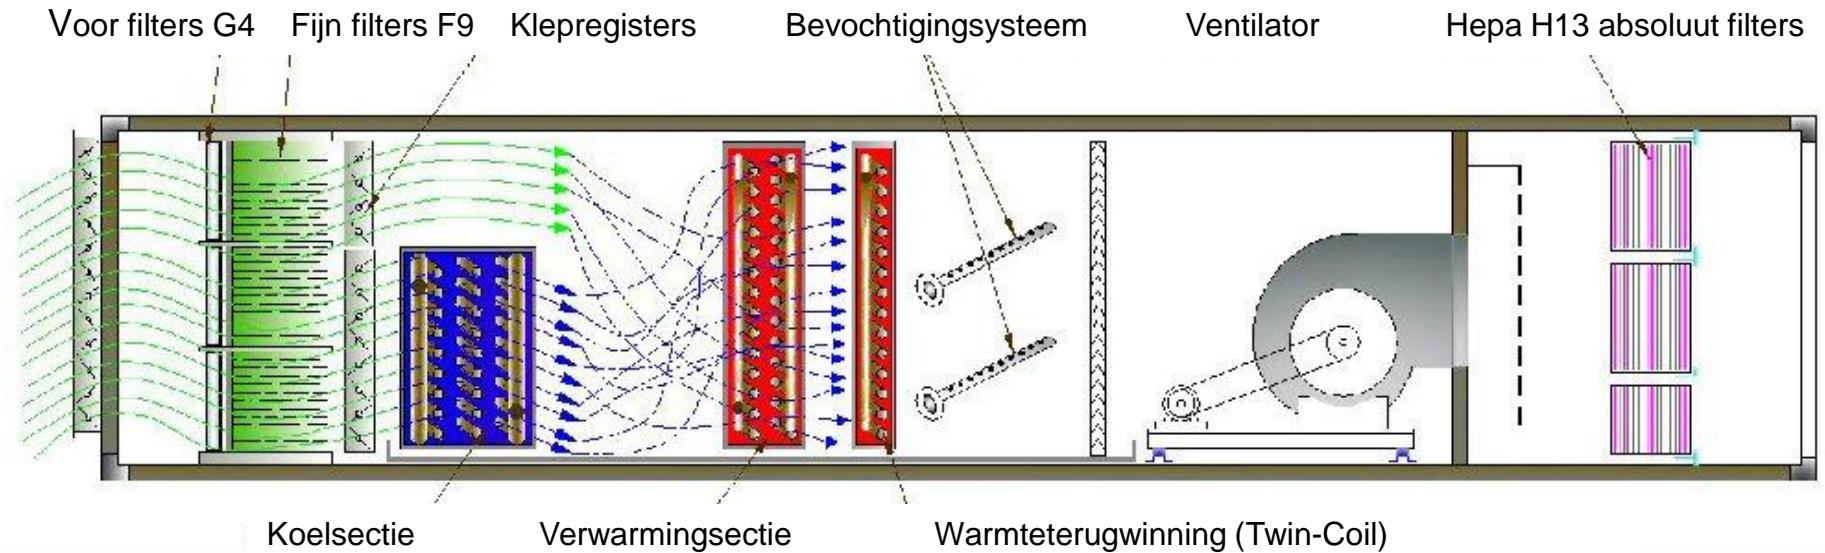 Voor filters G4 Fijn filters F9 Klepregisters Bevochtigingsysteem Ventilator Hepa H13 absoluut filters
Koelsectie Verwarmingsectie Warmteterugwinning (Twin-Coil)